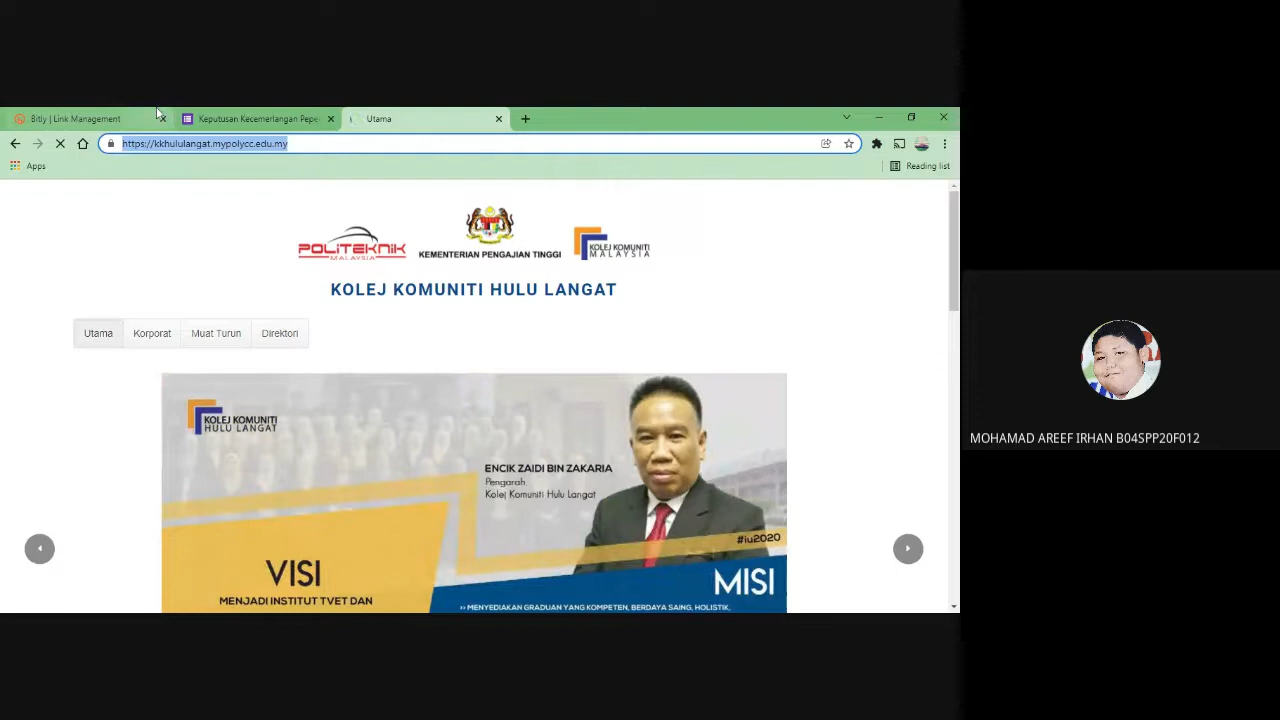 Bitly | Link Management
Keputusan Kecemerlangan Pepe
Utama
https://kkhululangat.mypolycc.edu.my
Apps
Reading list
POLITEKNIK
MALAYSIA
KEMENTERIAN PENGAJIAN TINGGI
KOLEJ KOMUNITI
MALAYSIA
KOLEJ KOMUNITI HULU LANGAT
Utama
Korporat
Muat Turun
Direktori
KOLEJ KOMUNITI
HULU LANGAT
ENCIK ZAIDI BIN ZAKARIA
Pengarah
Kolej Komuniti Hulu Langat
#iu2020
VISI
MENJADI INSTITUT TVET DAN
MISI
>> MENYEDIAKAN GRADUAN YANG KOMPETEN, BERDAYA SAING, HOLISTIK,
MOHAMAD AREEF IRHAN B04SPP20F012